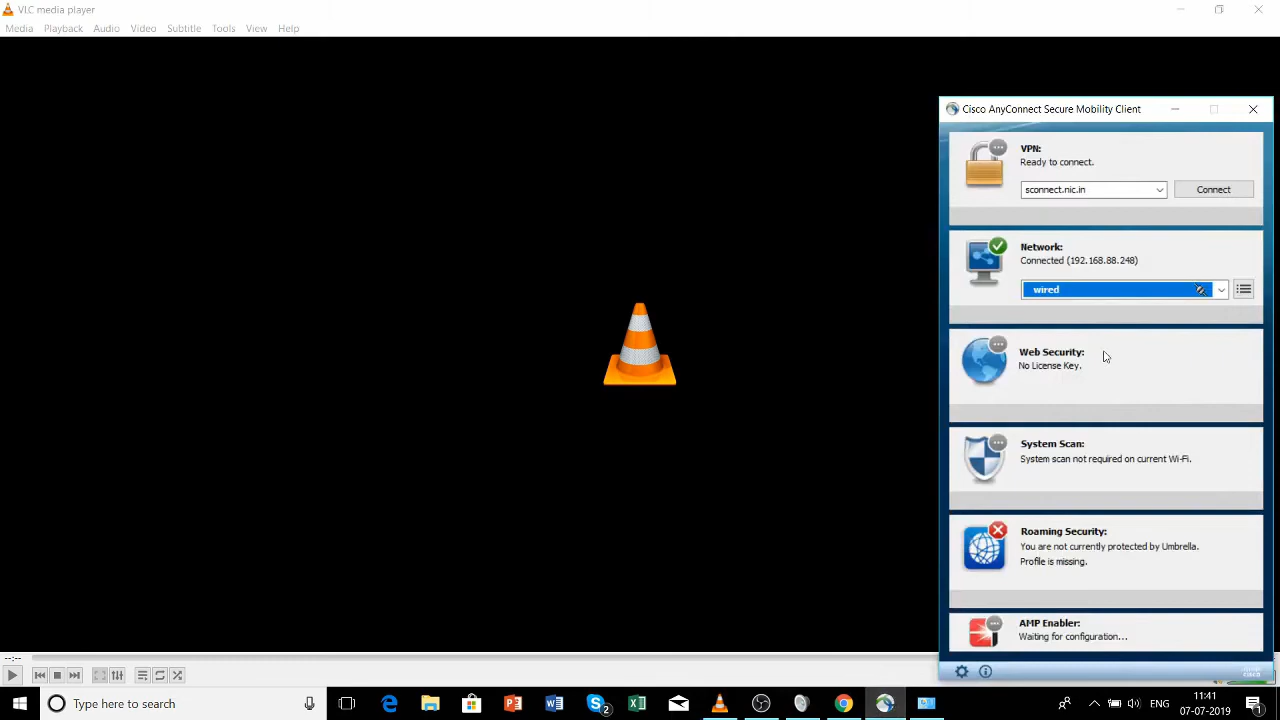 VLC media player
Media Playback Audio Video Subtitle Tools View Help
Cisco AnyConnect Secure Mobility Client
VPN:
Ready to connect.
sconnect.nic.in
Connect
Network:
Connected (192.168.88.248)
wired
Web Security:
No License Key.
System Scan:
System scan not required on current Wi-Fi.
Roaming Security:
You are not currently protected by Umbrella.
Profile is missing.
AMP Enabler:
Waiting for configuration...
--:--
Type here to search
2
ENG
11:41
07-07-2019
1